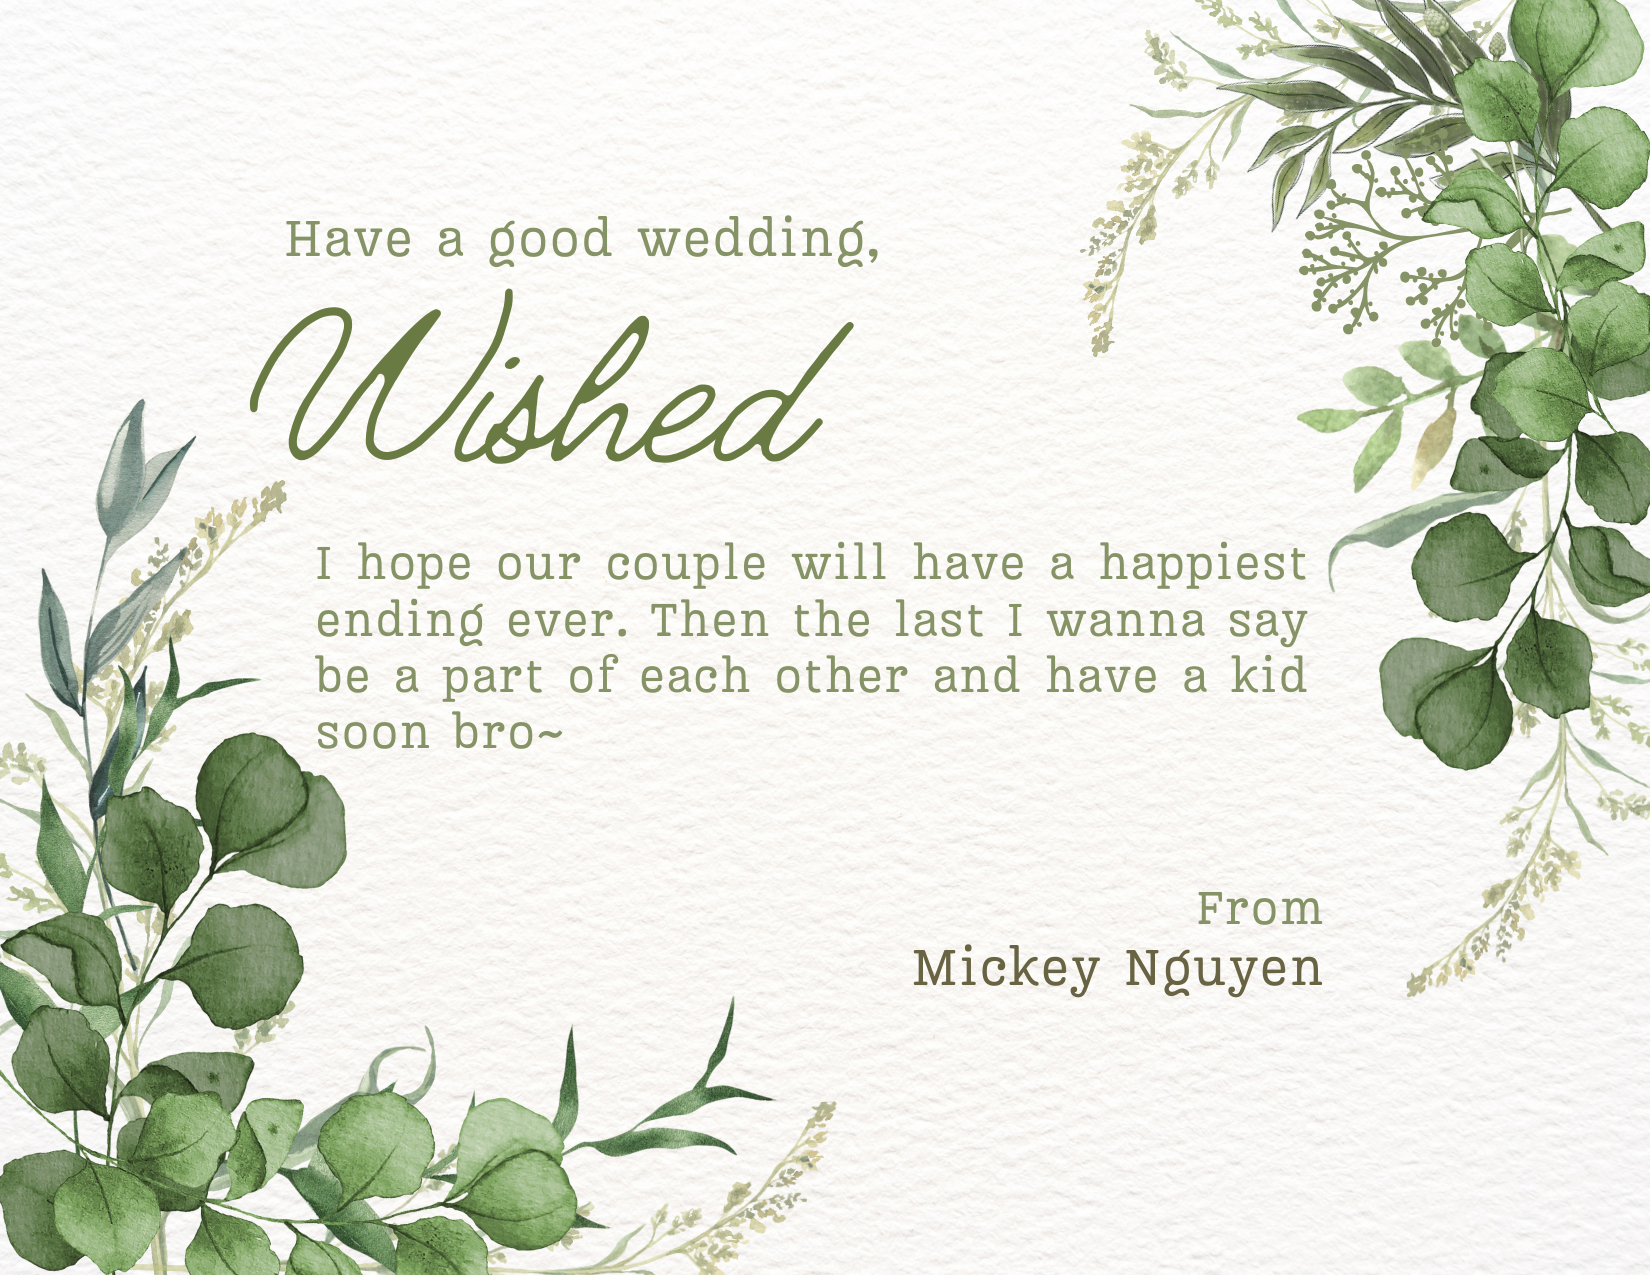 Have a good wedding,
Wished
I hope our couple will have a happiest
ending ever. Then the last I wanna say
be a part of each other and have a kid
soon bro~
From
Mickey Nguyen